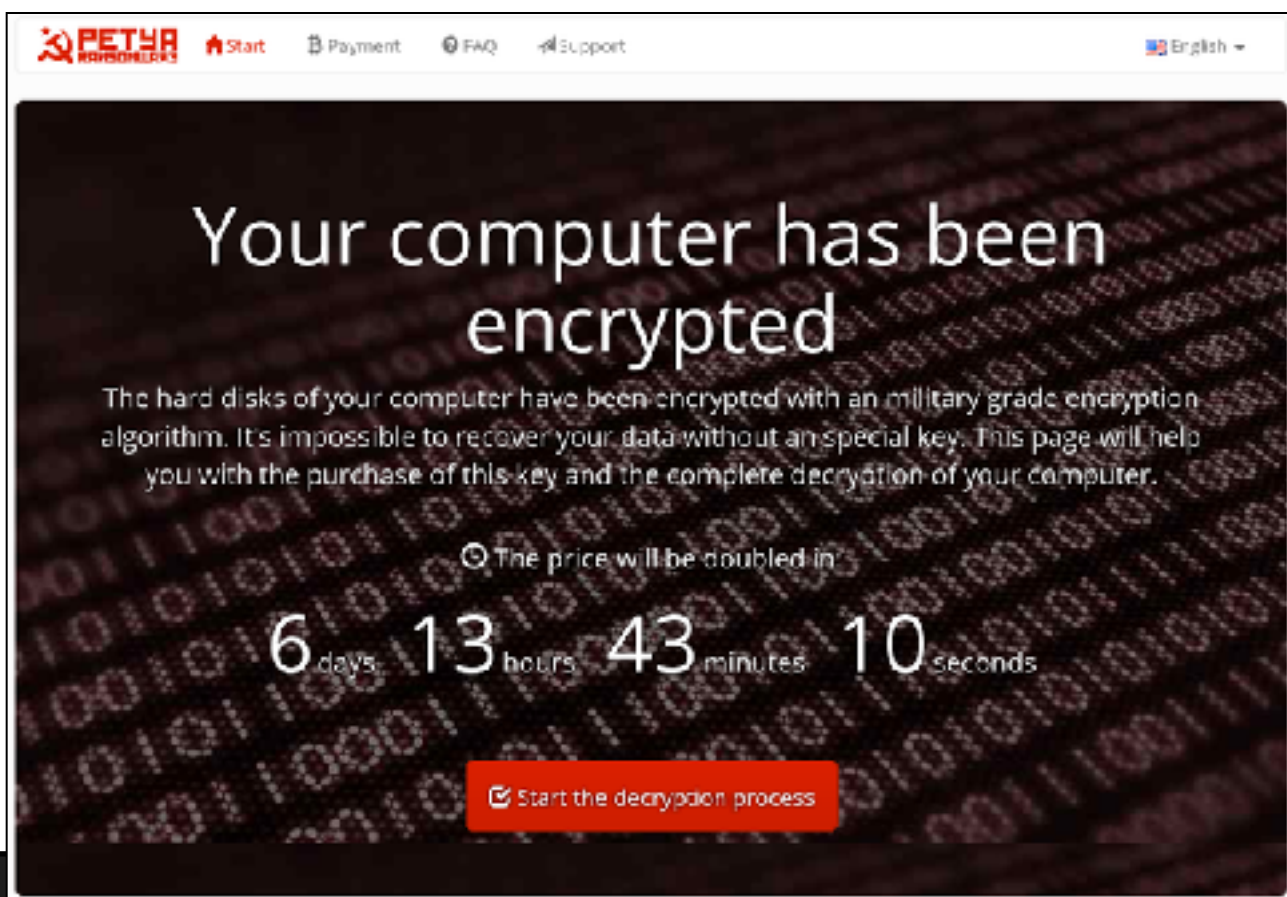 PETYA
RANSOMWARE
Start
Payment
FAQ
Support
English
Your computer has been
encrypted
The hard disks of your computer have been encrypted with an military grade encryption
algorithm. It's impossible to recover your data without an special key. This page will help
you with the purchase of this key and the complete decryption of your computer.
The price will be doubled in
6 days 13 hours 43 minutes 10 seconds
Start the decryption process